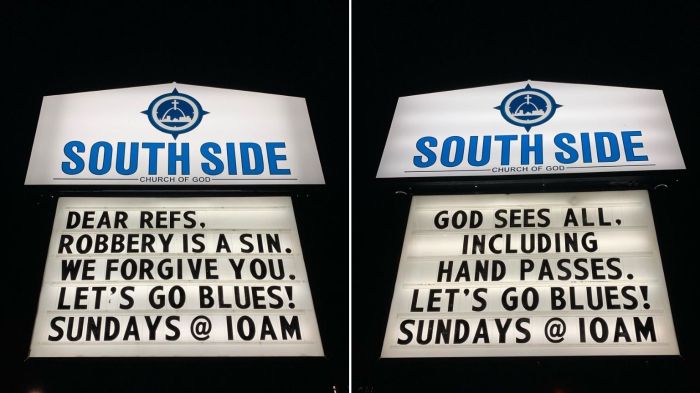 SOUTH SIDE
CHURCH OF GOD
DEAR REFS,
ROBBERY IS A SIN.
WE FORGIVE YOU.
LET'S GO BLUES!
SUNDAYS @ 10AM
SOUTH SIDE
CHURCH OF GOD
GOD SEES ALL,
INCLUDING
HAND PASSES.
LET'S GO BLUES!
SUNDAYS @ 10AM